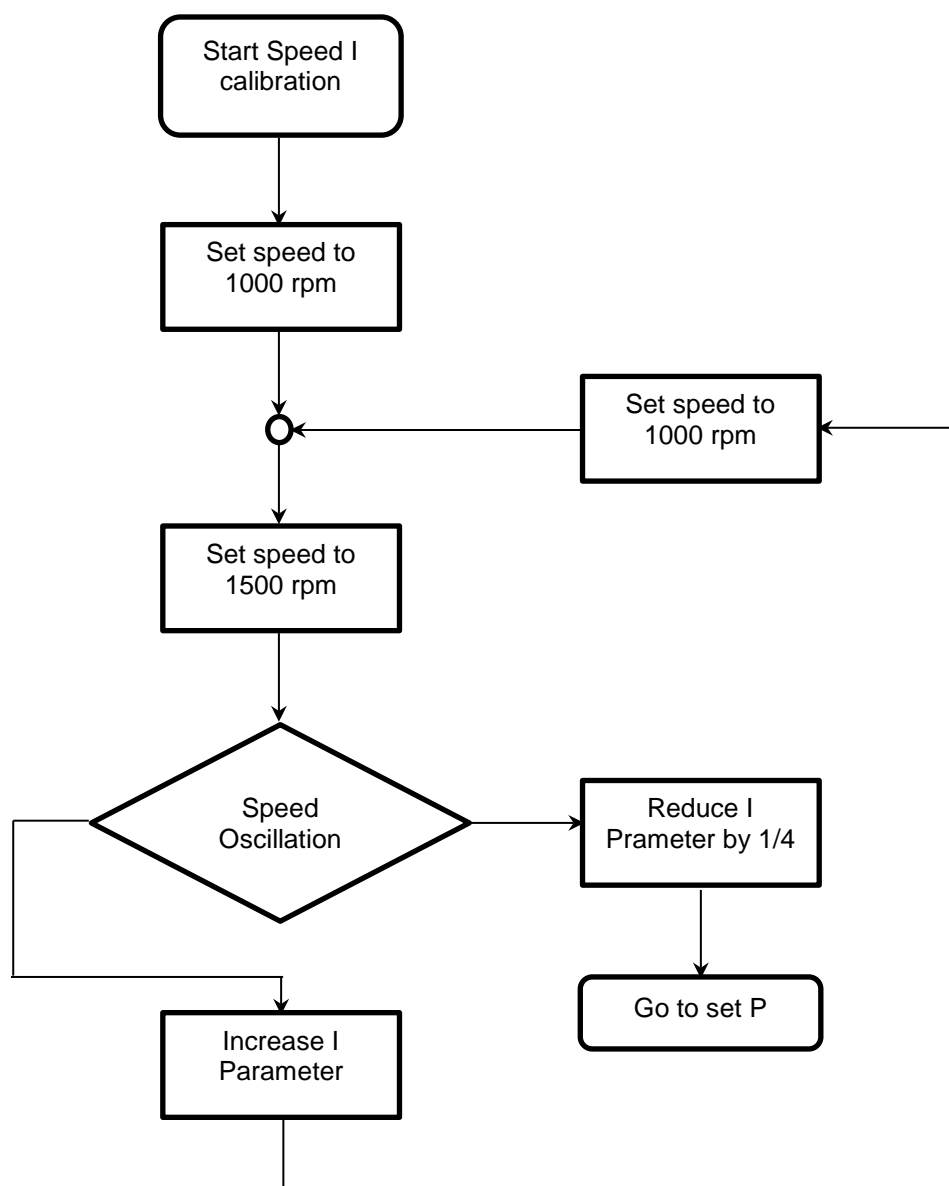 Start Speed I
calibration
Set speed to
1000 rpm
Set speed to
1000 rpm
Set speed to
1500 rpm
Speed
Oscillation
Reduce I
Prameter by 1/4
Go to set P
Increase I
Parameter